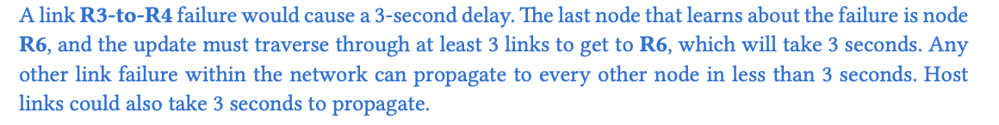 A link R3-to-R4 failure would cause a 3-second delay. The last node that learns about the failure is node
R6, and the update must traverse through at least 3 links to get to R6, which will take 3 seconds. Any
other link failure within the network can propagate to every other node in less than 3 seconds. Host
links could also take 3 seconds to propagate.